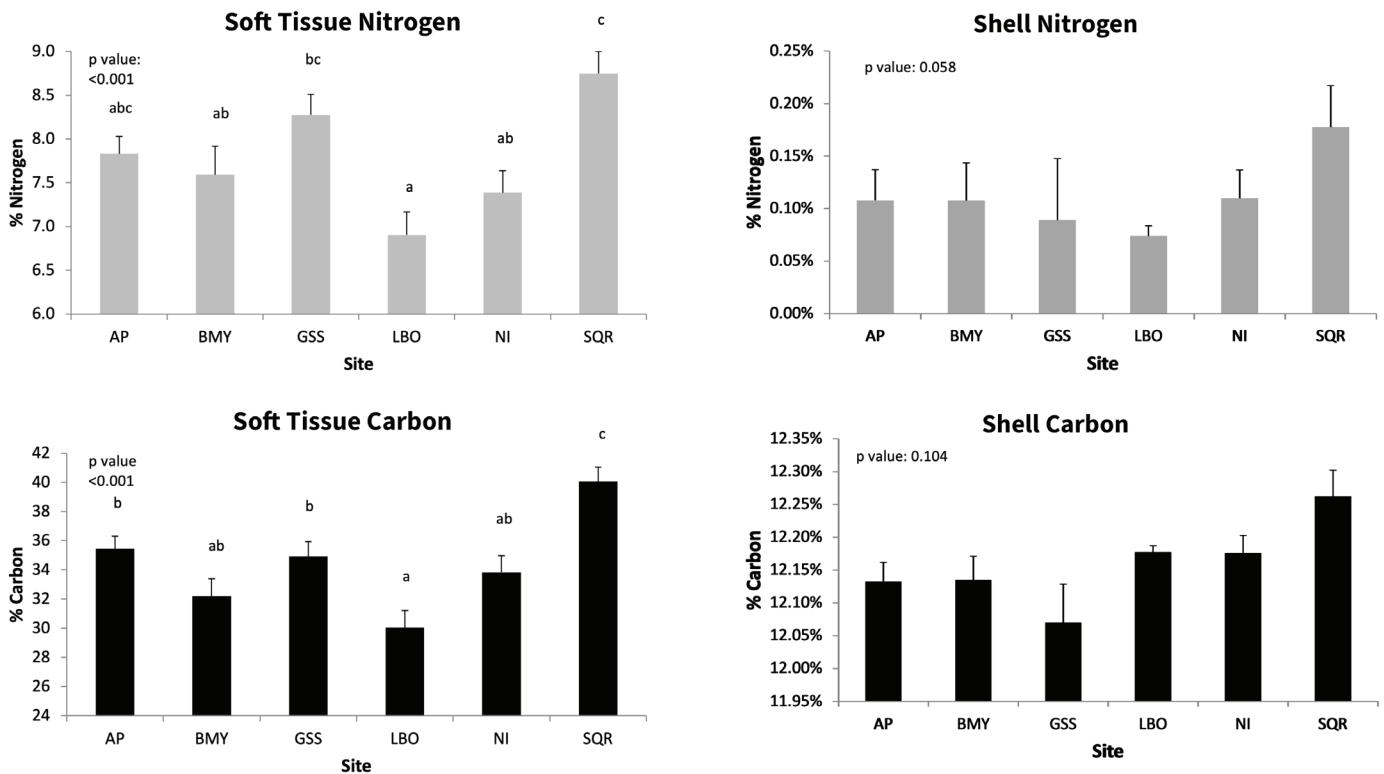 Soft Tissue Nitrogen
% Nitrogen
9.0
8.5
8.0
7.5
7.0
6.5
6.0
p value:
<0.001
abc
ab
bc
a
ab
c
AP BMY GSS LBO NI SQR
Site
Shell Nitrogen
% Nitrogen
0.25%
0.20%
0.15%
0.10%
0.05%
0.00%
p value: 0.058
AP BMY GSS LBO NI SQR
Site
Soft Tissue Carbon
% Carbon
42
40
38
36
34
32
30
28
26
24
p value
<0.001
b
ab
b
a
ab
c
AP BMY GSS LBO NI SQR
Site
Shell Carbon
% Carbon
12.35%
12.30%
12.25%
12.20%
12.15%
12.10%
12.05%
12.00%
11.95%
p value: 0.104
AP BMY GSS LBO NI SQR
Site